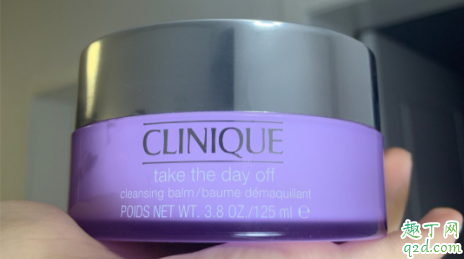 CLINIQUE
take the day off
cleansing balm/baume démaquillant
POIDS NET WT. 3.8 OZ/125 ml ℮
趣丁网
q2d.com